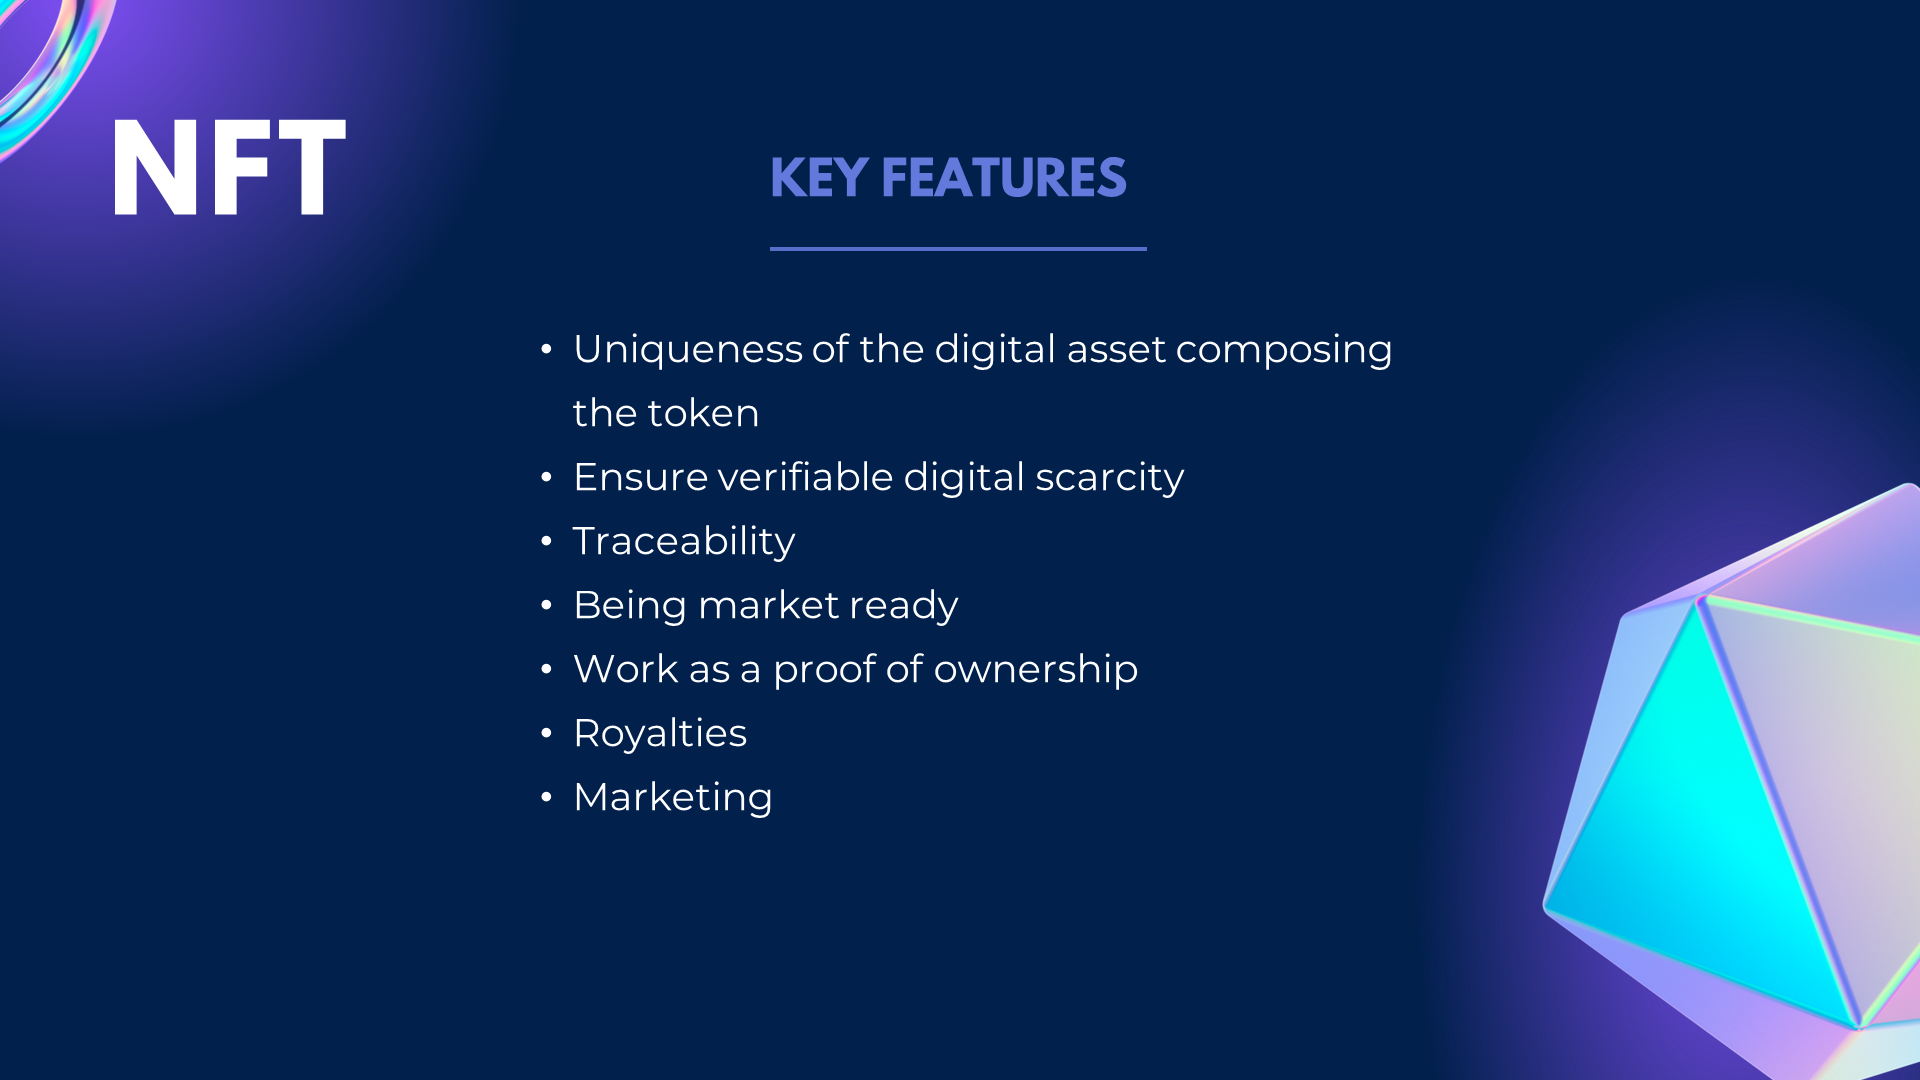 NFT
KEY FEATURES
• Uniqueness of the digital asset composing
the token
• Ensure verifiable digital scarcity
• Traceability
• Being market ready
• Work as a proof of ownership
• Royalties
• Marketing